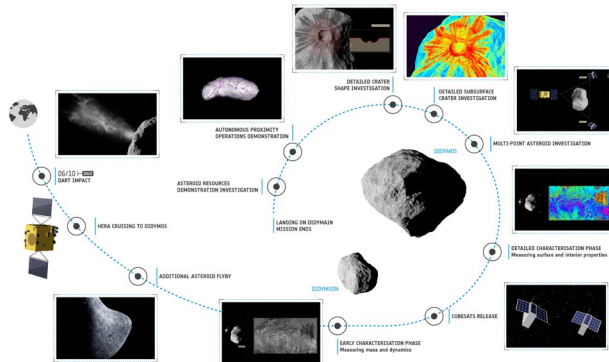 DETAILED CRATER
SHAPE INVESTIGATION
DETAILED SUBSURFACE
CRATER INVESTIGATION
AUTONOMOUS PROXIMITY
OPERATIONS DEMONSTRATION
DIDYMOS
MULTI-POINT ASTEROID INVESTIGATION
06/10
2022
DART IMPACT
ASTEROID RESOURCES
DEMONSTRATION INVESTIGATION
HERA CRUISING TO DIDYMOS
LANDING ON DIDYMAIN
MISSION ENDS
DETAILED CHARACTERISATION PHASE
Measuring surface and interior properties
ADDITIONAL ASTEROID FLYBY
DIDYMOON
CUBESATS RELEASE
EARLY CHARACTERISATION PHASE
Measuring mass and dynamics